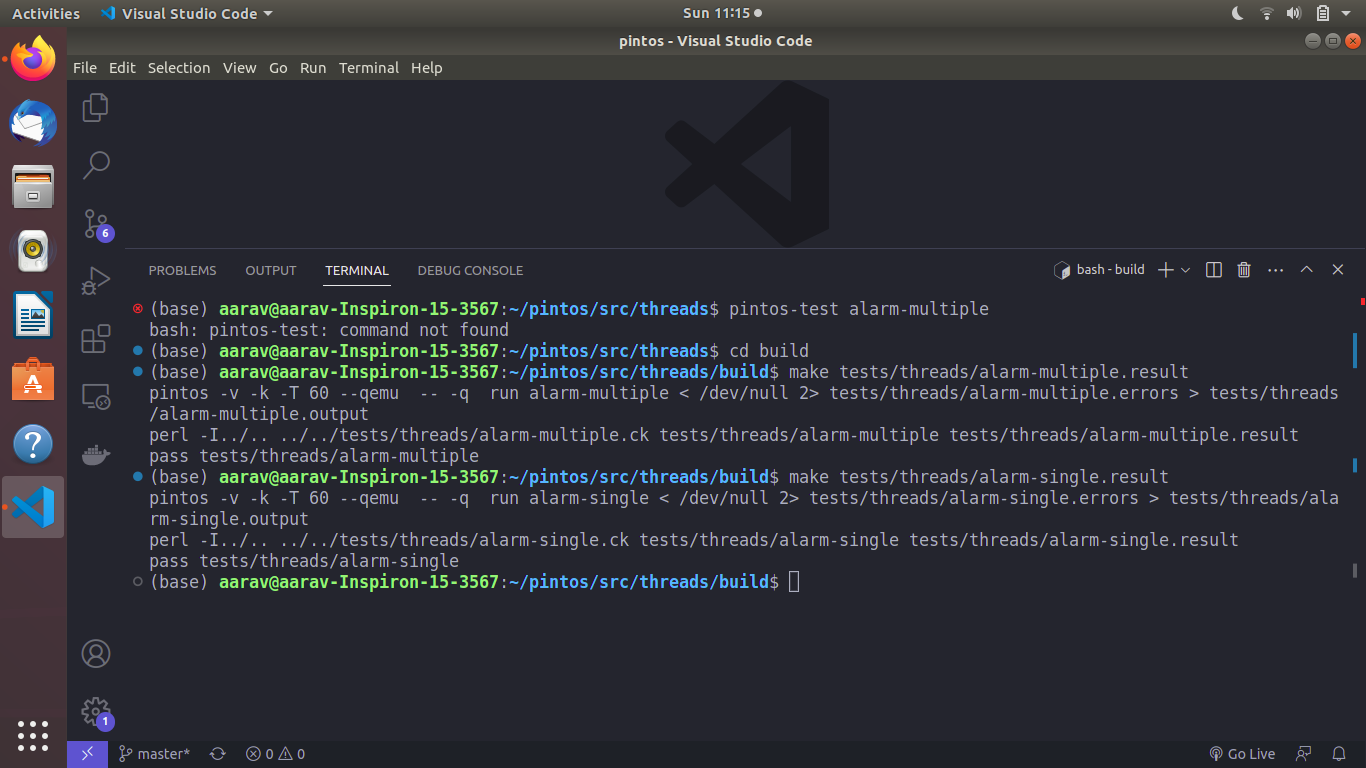 Activities Visual Studio Code Sun 11:15
pintos - Visual Studio Code
File Edit Selection View Go Run Terminal Help
6
PROBLEMS OUTPUT TERMINAL DEBUG CONSOLE bash - build
(base) aarav@aarav-Inspiron-15-3567:~/pintos/src/threads$ pintos-test alarm-multiple
bash: pintos-test: command not found
(base) aarav@aarav-Inspiron-15-3567:~/pintos/src/threads$ cd build
(base) aarav@aarav-Inspiron-15-3567:~/pintos/src/threads/build$ make tests/threads/alarm-multiple.result
pintos -v -k -T 60 --qemu  -- -q  run alarm-multiple < /dev/null 2> tests/threads/alarm-multiple.errors > tests/threads
/alarm-multiple.output
perl -I../.. ../../tests/threads/alarm-multiple.ck tests/threads/alarm-multiple tests/threads/alarm-multiple.result
pass tests/threads/alarm-multiple
(base) aarav@aarav-Inspiron-15-3567:~/pintos/src/threads/build$ make tests/threads/alarm-single.result
pintos -v -k -T 60 --qemu  -- -q  run alarm-single < /dev/null 2> tests/threads/alarm-single.errors > tests/threads/ala
rm-single.output
perl -I../.. ../../tests/threads/alarm-single.ck tests/threads/alarm-single tests/threads/alarm-single.result
pass tests/threads/alarm-single
(base) aarav@aarav-Inspiron-15-3567:~/pintos/src/threads/build$
1
master* 0 0 Go Live